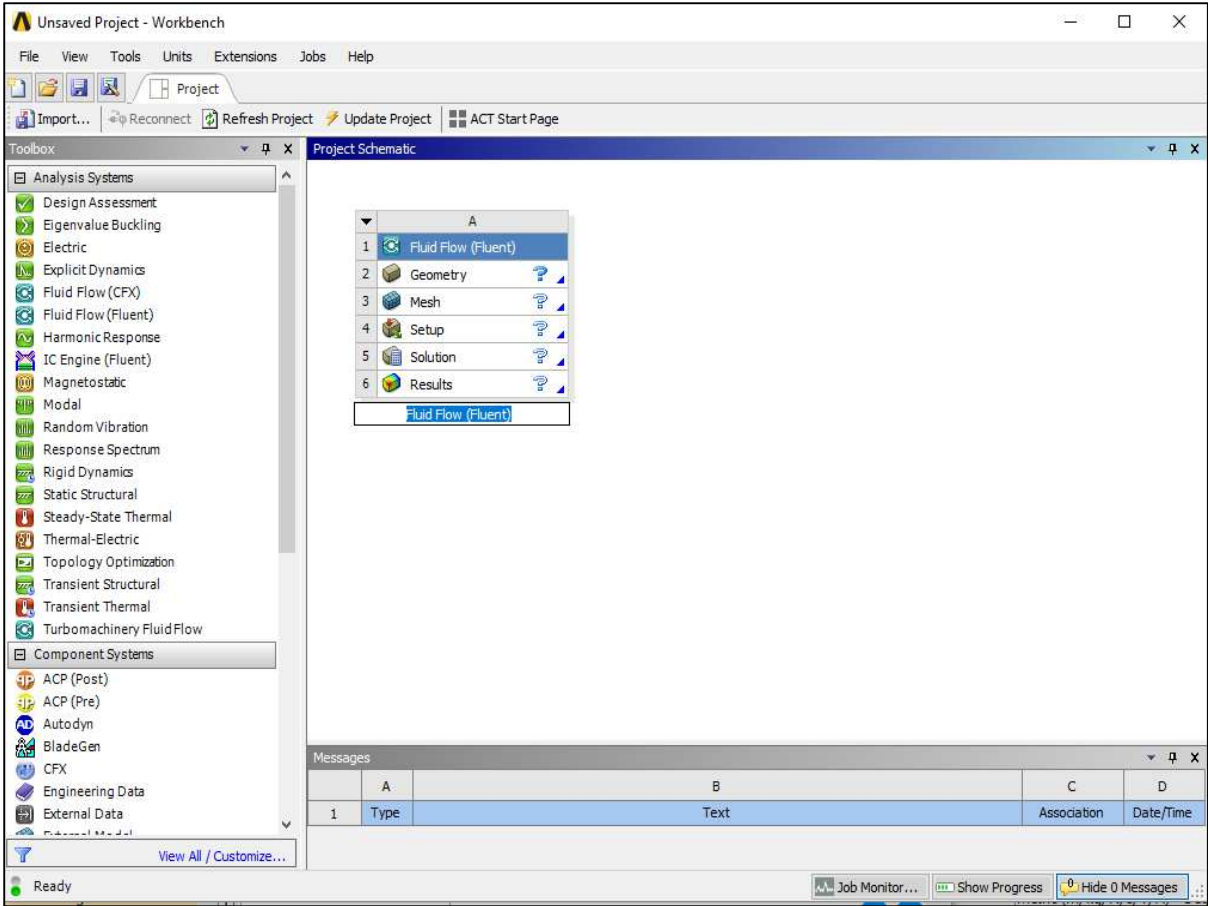 Unsaved Project - Workbench
File View Tools Units Extensions Jobs Help
Project
Import... Reconnect Refresh Project Update Project ACT Start Page
Toolbox
Analysis Systems
Design Assessment
Eigenvalue Buckling
Electric
Explicit Dynamics
Fluid Flow (CFX)
Fluid Flow (Fluent)
Harmonic Response
IC Engine (Fluent)
Magnetostatic
Modal
Random Vibration
Response Spectrum
Rigid Dynamics
Static Structural
Steady-State Thermal
Thermal-Electric
Topology Optimization
Transient Structural
Transient Thermal
Turbomachinery Fluid Flow
Component Systems
ACP (Post)
ACP (Pre)
Autodyn
BladeGen
CFX
Engineering Data
External Data
External Model
View All / Customize...
Project Schematic
A
1 Fluid Flow (Fluent)
2 Geometry ?
3 Mesh ?
4 Setup ?
5 Solution ?
6 Results ?
Fluid Flow (Fluent)
Messages
A B C D
1 Type Text Association Date/Time
Ready
Job Monitor... Show Progress 0 Hide 0 Messages